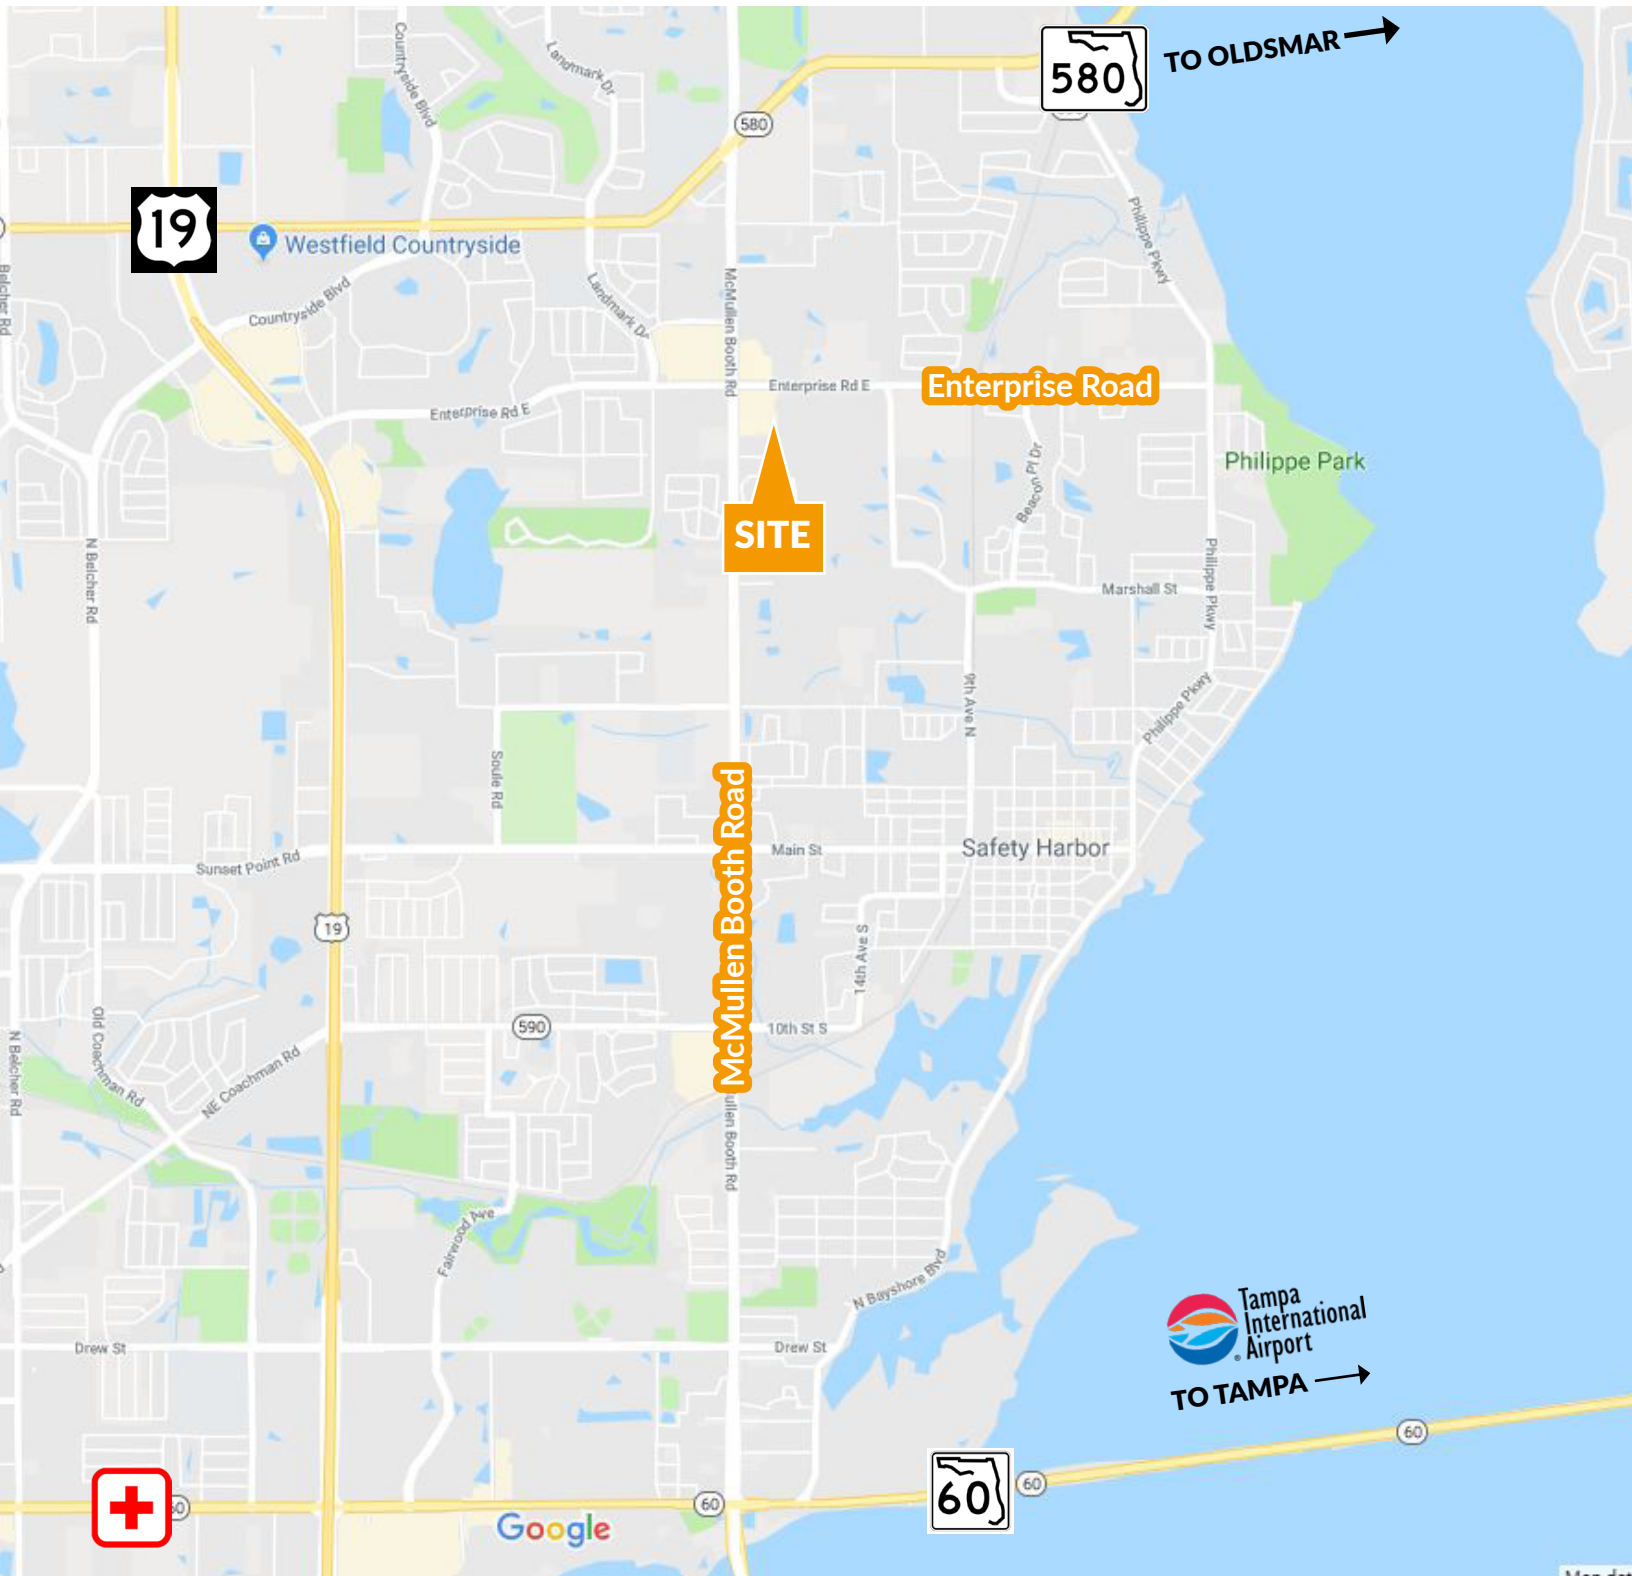 Countryside Blvd
Landmark Dr
580
TO OLDSMAR
580
19
Westfield Countryside
Philippe Pkwy
Belcher Rd
Countryside Blvd
Landmark Dr
McMullen Booth Rd
Enterprise Rd E
Enterprise Road
Enterprise Rd E
Philippe Park
Beacon Pl Dr
SITE
N Belcher Rd
Marshall St
Philippe Pkwy
9th Ave N
Philippe Pkwy
Soule Rd
McMullen Booth Road
Main St
Safety Harbor
Sunset Point Rd
19
14th Ave S
590
10th St S
Old Coachman Rd
N Belcher Rd
NE Coachman Rd
ullen Booth Rd
Fairwood Ave
N Bayshore Blvd
Tampa
International
Airport
®
Drew St
Drew St
TO TAMPA
60
60
60
60
60
Google